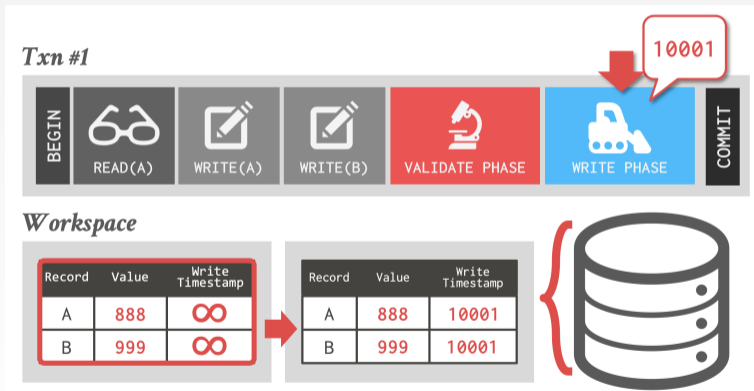 Txn #1
10001
BEGIN
READ(A)
WRITE(A)
WRITE(B)
VALIDATE PHASE
WRITE PHASE
COMMIT
Workspace
Record Value Write Timestamp
A 888 ∞
B 999 ∞
Record Value Write Timestamp
A 888 10001
B 999 10001